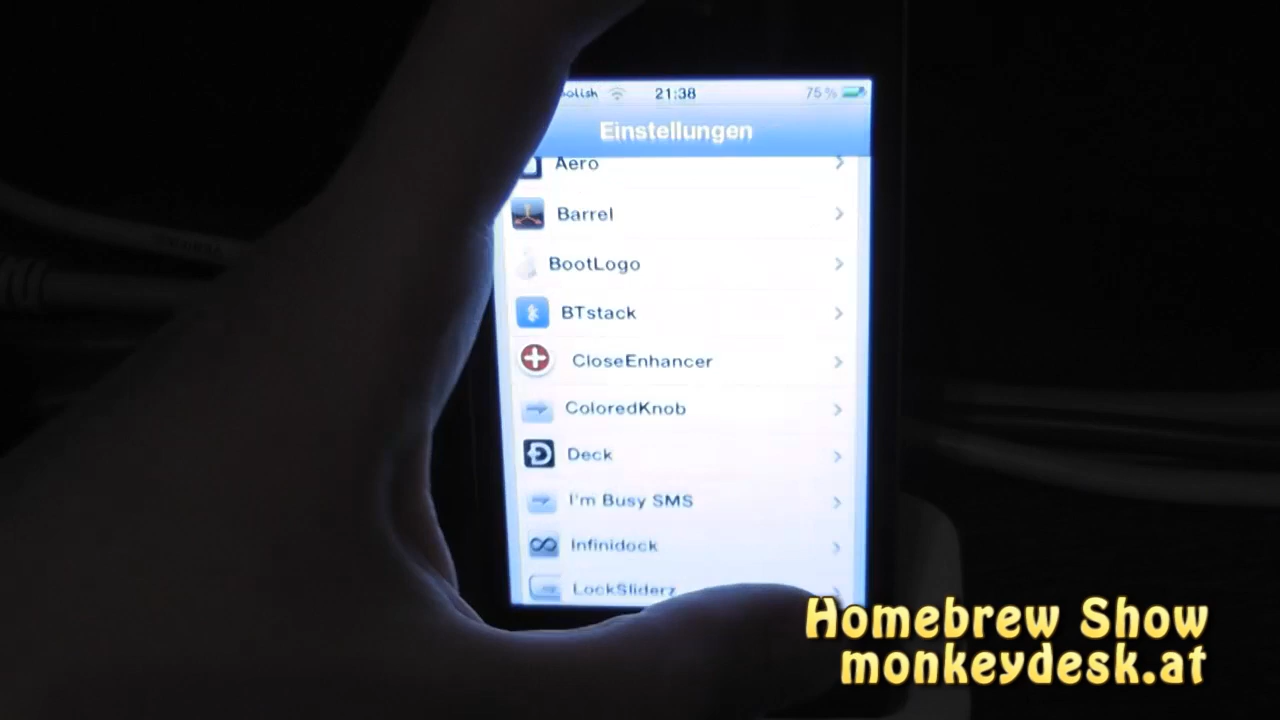 21:38
75%
Einstellungen
Aero
Barrel
BootLogo
BTstack
CloseEnhancer
ColoredKnob
Deck
I'm Busy SMS
Infinidock
LockSliderz
Homebrew Show
monkeydesk.at